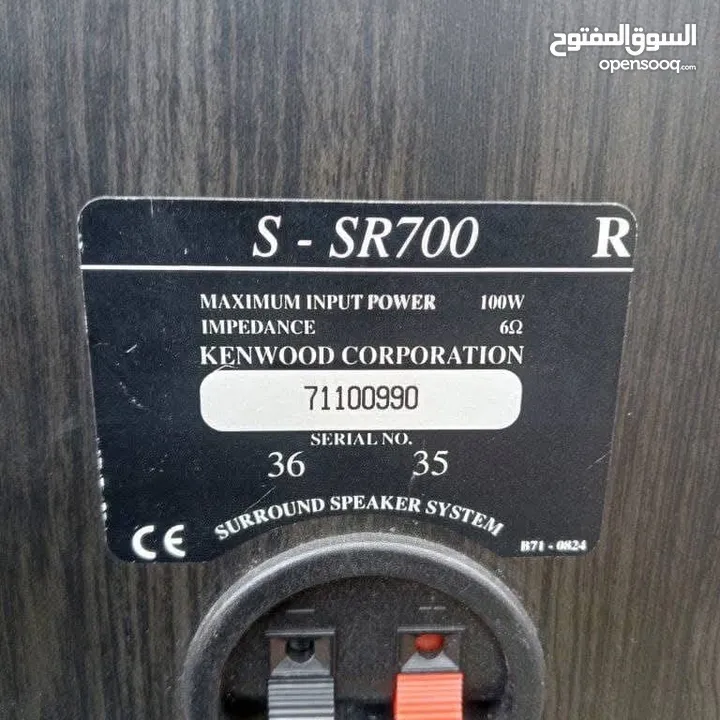 السوق المفتوح
opensooq.com
S - SR700 R
MAXIMUM INPUT POWER 100W
IMPEDANCE 6Ω
KENWOOD CORPORATION
71100990
SERIAL NO.
36 35
SURROUND SPEAKER SYSTEM
CE B71 - 0824